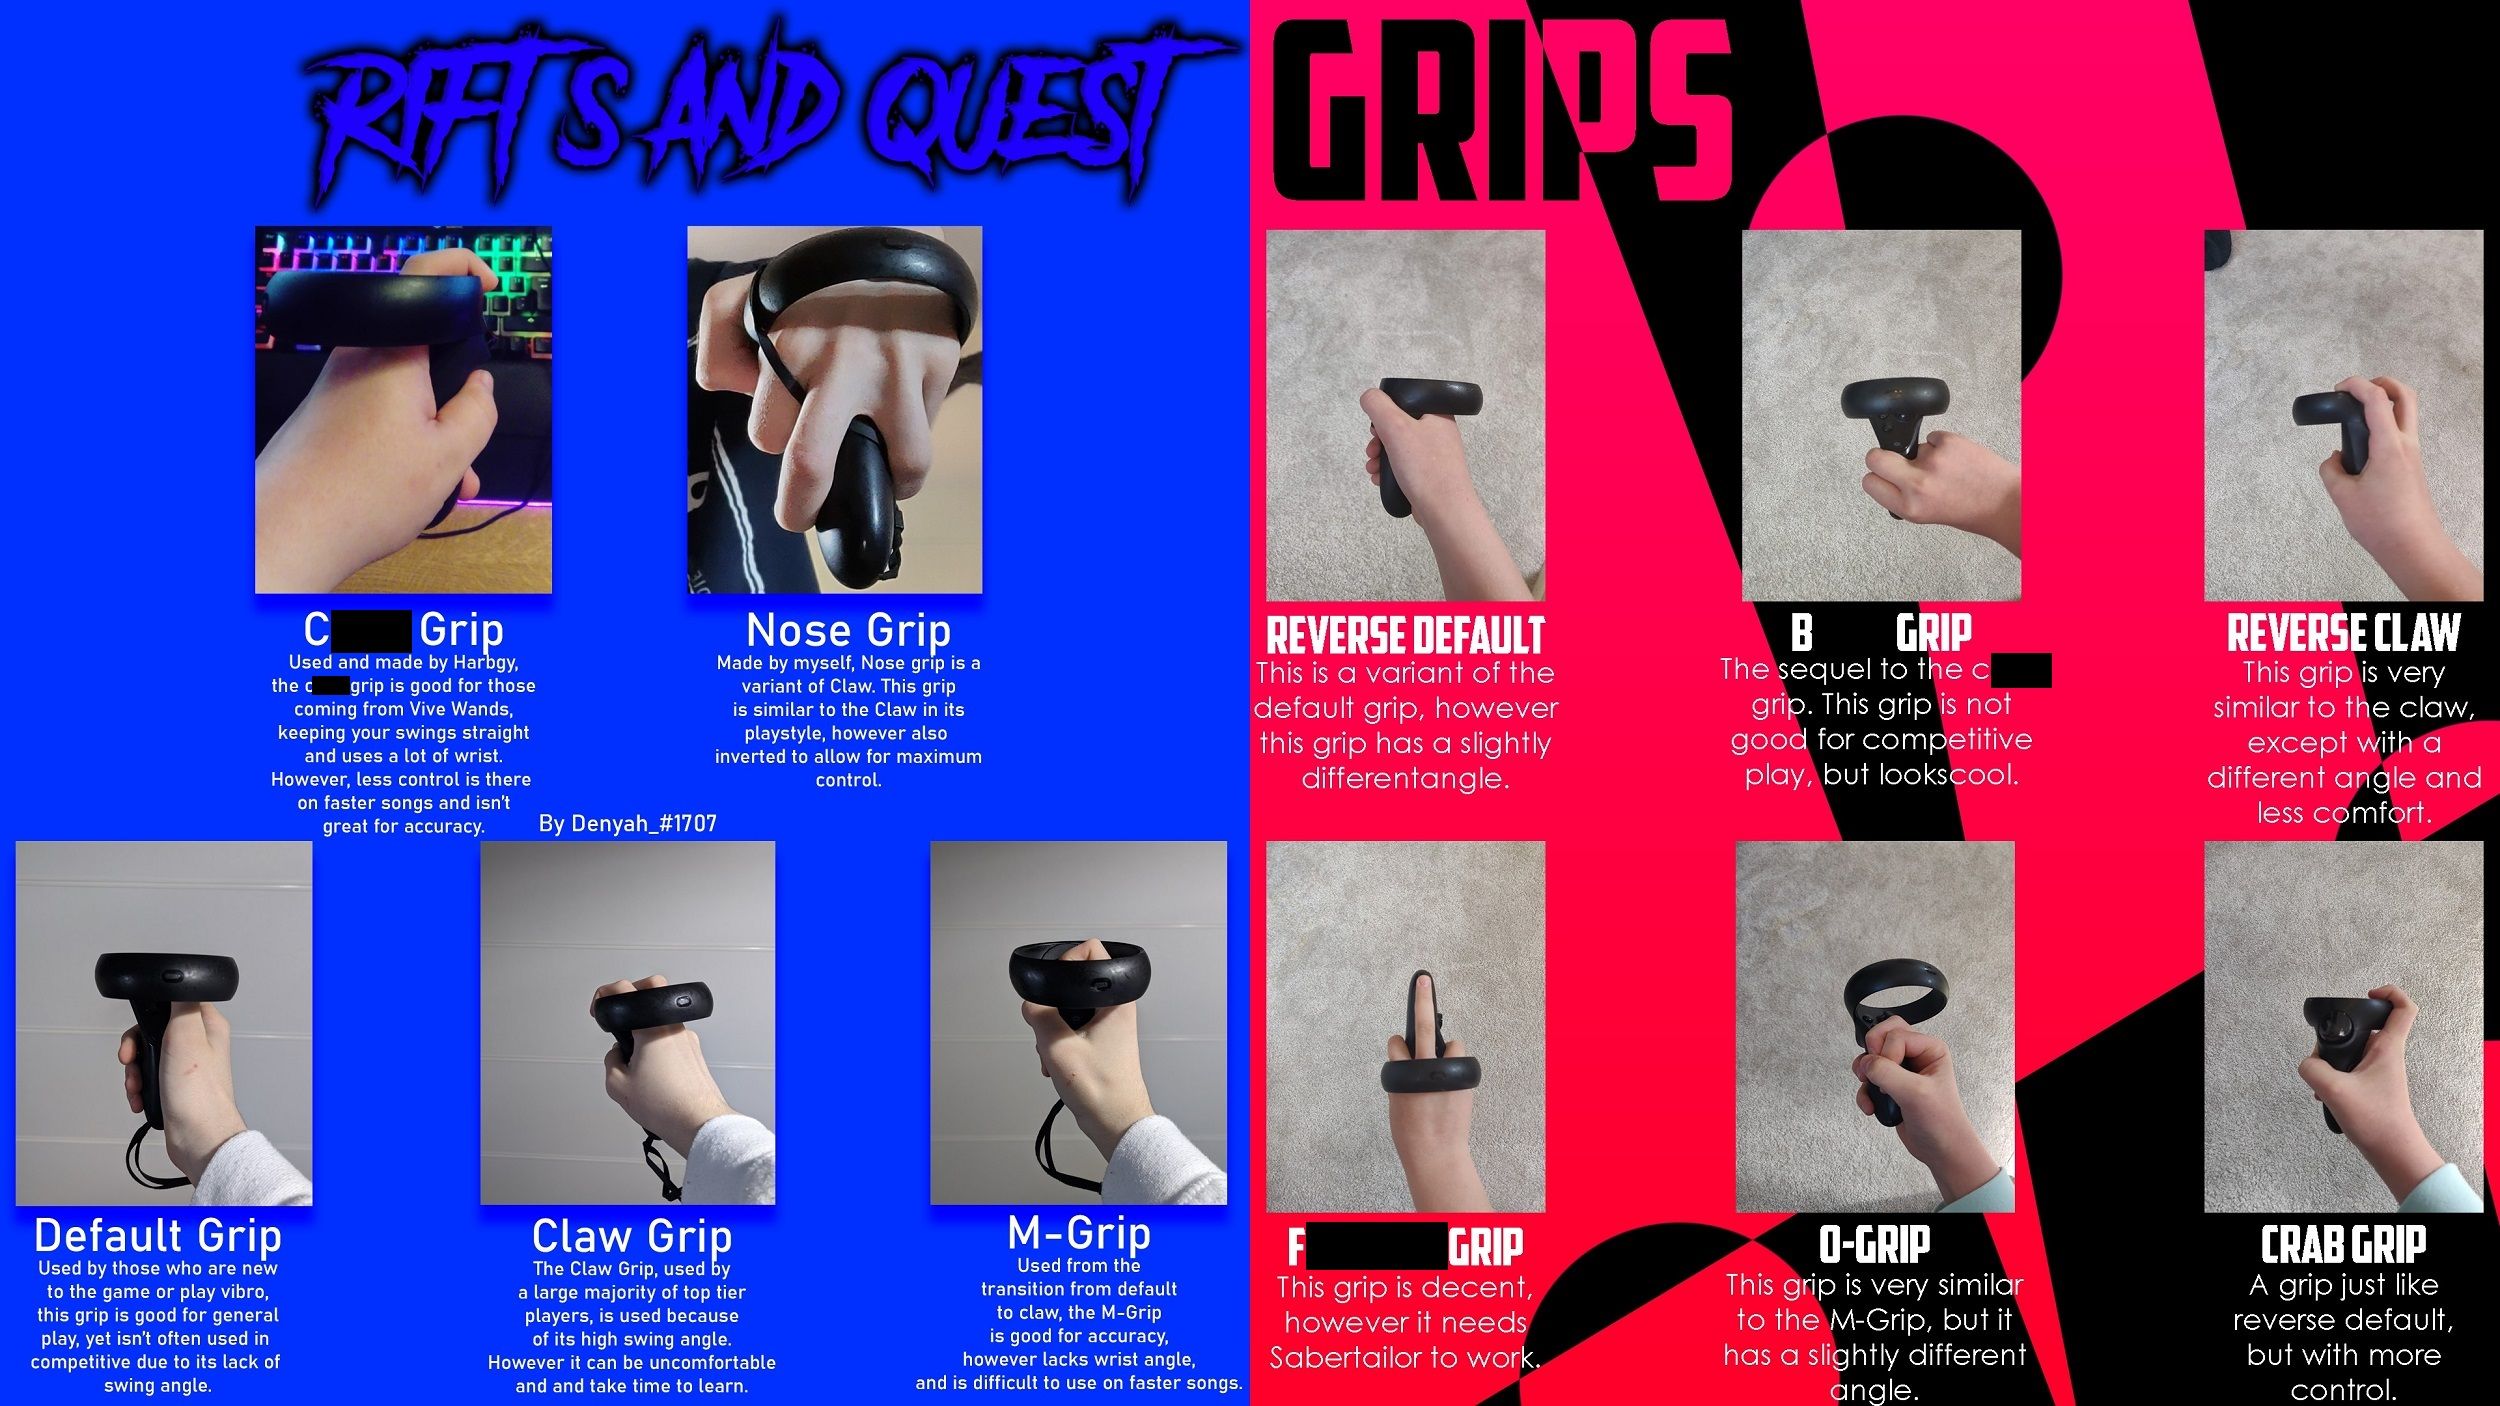 RIFT S AND QUEST
C Grip
Used and made by Harbgy,
the c grip is good for those
coming from Vive Wands,
keeping your swings straight
and uses a lot of wrist.
However, less control is there
on faster songs and isn't
great for accuracy.
Nose Grip
Made by myself, Nose grip is a
variant of Claw. This grip
is similar to the Claw in its
playstyle, however also
inverted to allow for maximum
control.
By Denyah_#1707
Default Grip
Used by those who are new
to the game or play vibro,
this grip is good for general
play, yet isn't often used in
competitive due to its lack of
swing angle.
Claw Grip
The Claw Grip, used by
a large majority of top tier
players, is used because
of its high swing angle.
However it can be uncomfortable
and and take time to learn.
M-Grip
Used from the
transition from default
to claw, the M-Grip
is good for accuracy,
however lacks wrist angle,
and is difficult to use on faster songs.
GRIPS
REVERSE DEFAULT
This is a variant of the
default grip, however
this grip has a slightly
differentangle.
B GRIP
The sequel to the c
grip. This grip is not
good for competitive
play, but lookscool.
REVERSE CLAW
This grip is very
similar to the claw,
except with a
different angle and
less comfort.
F GRIP
This grip is decent,
however it needs
Sabertailor to work.
O-GRIP
This grip is very similar
to the M-Grip, but it
has a slightly different
angle.
CRAB GRIP
A grip just like
reverse default,
but with more
control.